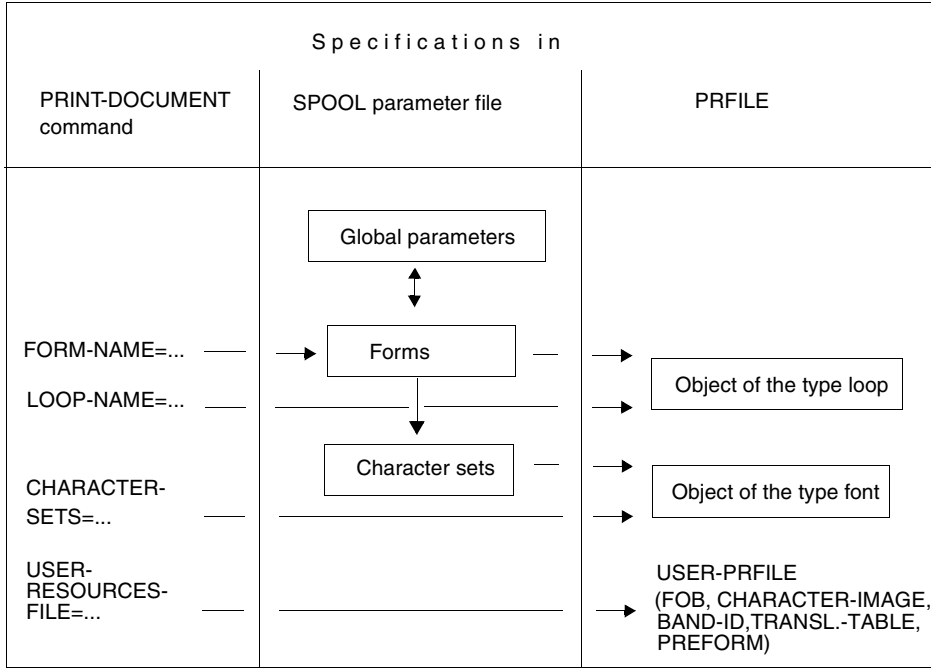 Specifications in
PRINT-DOCUMENT
command
SPOOL parameter file
PRFILE
Global parameters
FORM-NAME=...
Forms
Object of the type loop
LOOP-NAME=...
Character sets
CHARACTER-
SETS=...
Object of the type font
USER-
RESOURCES-
FILE=...
USER-PRFILE
(FOB, CHARACTER-IMAGE,
BAND-ID,TRANSL.-TABLE,
PREFORM)